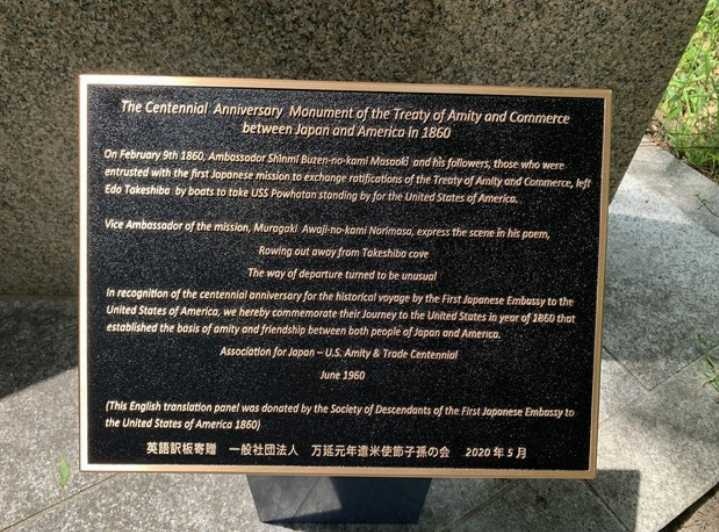 The Centennial Anniversary Monument of the Treaty of Amity and Commerce
between Japan and America in 1860
On February 9th 1860, Ambassador Shinmi Buzen-no-kami Masaoki and his followers, those who were
entrusted with the first Japanese mission to exchange ratifications of the Treaty of Amity and Commerce, left
Edo Takeshiba by boats to take USS Powhatan standing by for the United States of America.
Vice Ambassador of the mission, Muragaki Awaji-no-kami Norimasa, express the scene in his poem,
Rowing out away from Takeshiba cove
The way of departure turned to be unusual
In recognition of the centennial anniversary for the historical voyage by the First Japanese Embassy to the
United States of America, we hereby commemorate their Journey to the United States in year of 1860 that
established the basis of amity and friendship between both people of Japan and America.
Association for Japan – U.S. Amity & Trade Centennial
June 1960
(This English translation panel was donated by the Society of Descendants of the First Japanese Embassy to
the United States of America 1860)
英語訳板寄贈 一般社団法人 万延元年遣米使節子孫の会 2020年5月